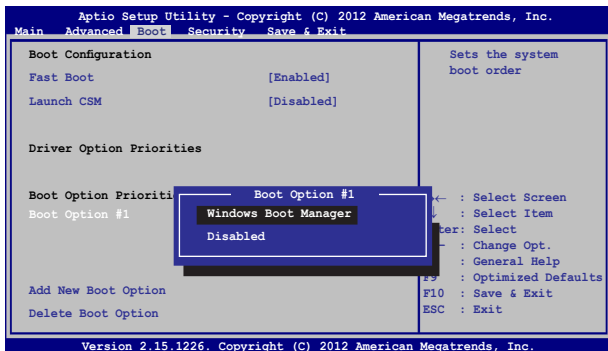 Aptio Setup Utility - Copyright (C) 2012 American Megatrends, Inc.
Main Advanced Boot Security Save & Exit
Boot Configuration
Fast Boot [Enabled]
Launch CSM [Disabled]
Driver Option Priorities
Boot Option Prioriti
Boot Option #1
Add New Boot Option
Delete Boot Option
Boot Option #1
Windows Boot Manager
Disabled
Sets the system
boot order
→← : Select Screen
↓ : Select Item
ter: Select
— : Change Opt.
: General Help
F9 : Optimized Defaults
F10 : Save & Exit
ESC : Exit
Version 2.15.1226. Copyright (C) 2012 American Megatrends, Inc.